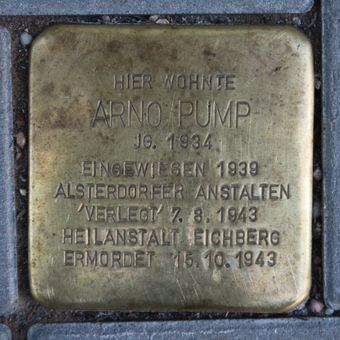 HIER WOHNTE
ARNO PUMP
JG. 1934
EINGEWIESEN 1939
ALSTERDORFER ANSTALTEN
'VERLEGT' 7. 8. 1943
HEILANSTALT EICHBERG
ERMORDET 15.10.1943